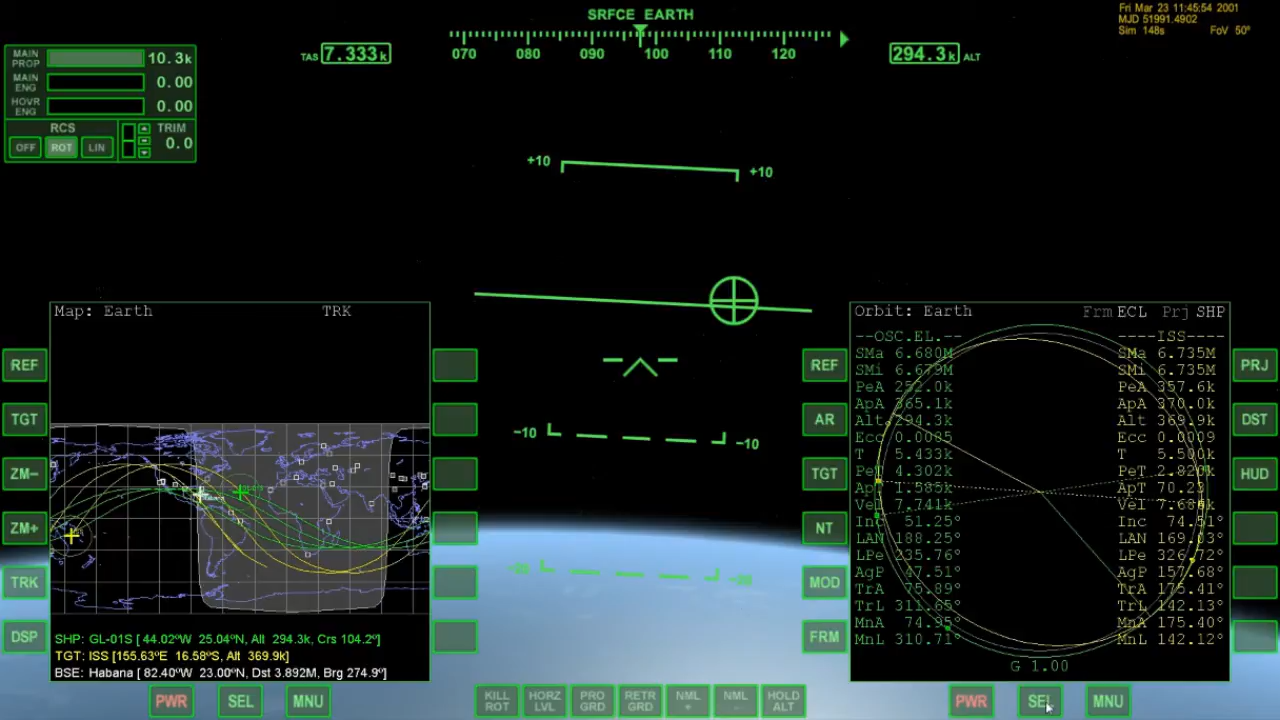 SRFCE EARTH
Fri Mar 23 11:45:54 2001
MJD 51991.4902
Sim 148s FoV 50°
MAIN PROP 10.3k
MAIN ENG 0.00
HOVR ENG 0.00
RCS TRIM
OFF ROT LIN 0.0
TAS 7.333k
070 080 090 100 110 120
294.3k ALT
+10 +10
-10 -10
Map: Earth TRK
REF
TGT
ZM-
ZM+
TRK
DSP
SHP: GL-01S [ 44.02ºW 25.04ºN, Alt 294.3k, Crs 104.2º]
TGT: ISS [155.63ºE 16.58ºS, Alt 369.9k]
BSE: Habana [ 82.40ºW 23.00ºN, Dst 3.892M, Brg 274.9º]
PWR SEL MNU
KILL ROT
HORZ LVL
PRO GRD
RETR GRD
NML +
NML -
HOLD ALT
Orbit: Earth Frm ECL Prj SHP
REF
AR
TGT
NT
MOD
FRM
--OSC.EL.--
SMa 6.680M
SMi 6.679M
PeA 252.0k
ApA 365.1k
Alt 294.3k
Ecc 0.0085
T 5.433k
PeT 4.302k
ApT 1.585k
Vel 7.741k
Inc 51.25°
LAN 188.25°
LPe 235.76°
AgP 47.51°
TrA 75.89°
TrL 311.65°
MnA 74.95°
MnL 310.71°
----ISS----
SMa 6.735M
SMi 6.735M
PeA 357.6k
ApA 370.0k
Alt 369.9k
Ecc 0.0009
T 5.500k
PeT 2.820k
ApT 70.23
Vel 7.686k
Inc 74.51°
LAN 169.03°
LPe 326.72°
AgP 157.68°
TrA 175.41°
TrL 142.13°
MnA 175.40°
MnL 142.12°
G 1.00
PRJ
DST
HUD
PWR SEL MNU